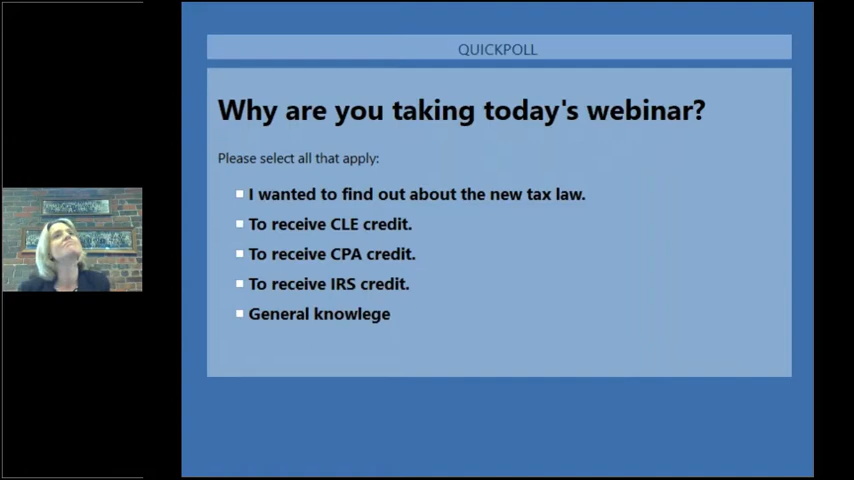 QUICKPOLL
Why are you taking today's webinar?
Please select all that apply:
I wanted to find out about the new tax law.
To receive CLE credit.
To receive CPA credit.
To receive IRS credit.
General knowlege